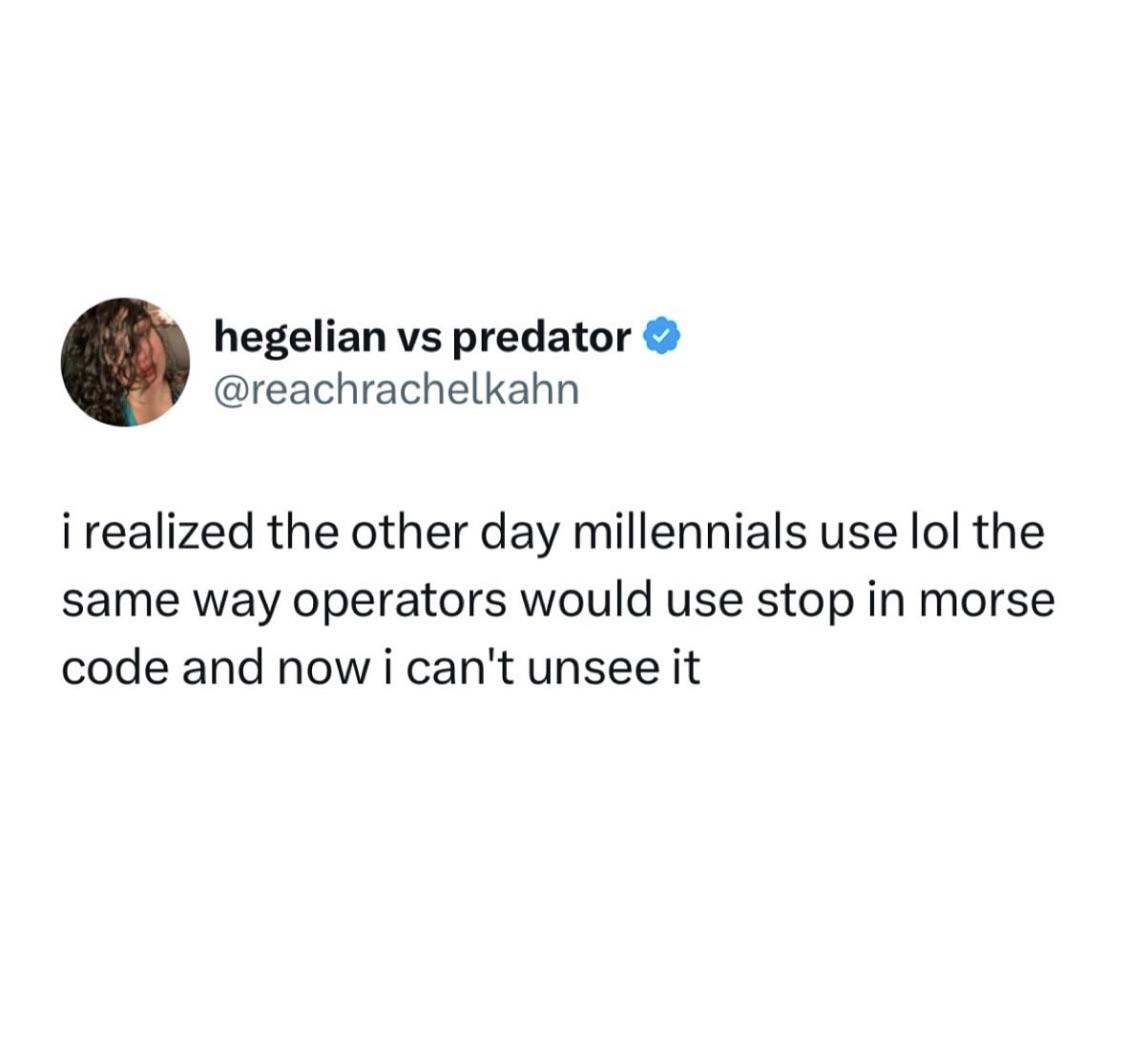 hegelian vs predator
@reachrachelkahn
i realized the other day millennials use lol the
same way operators would use stop in morse
code and now i can't unsee it